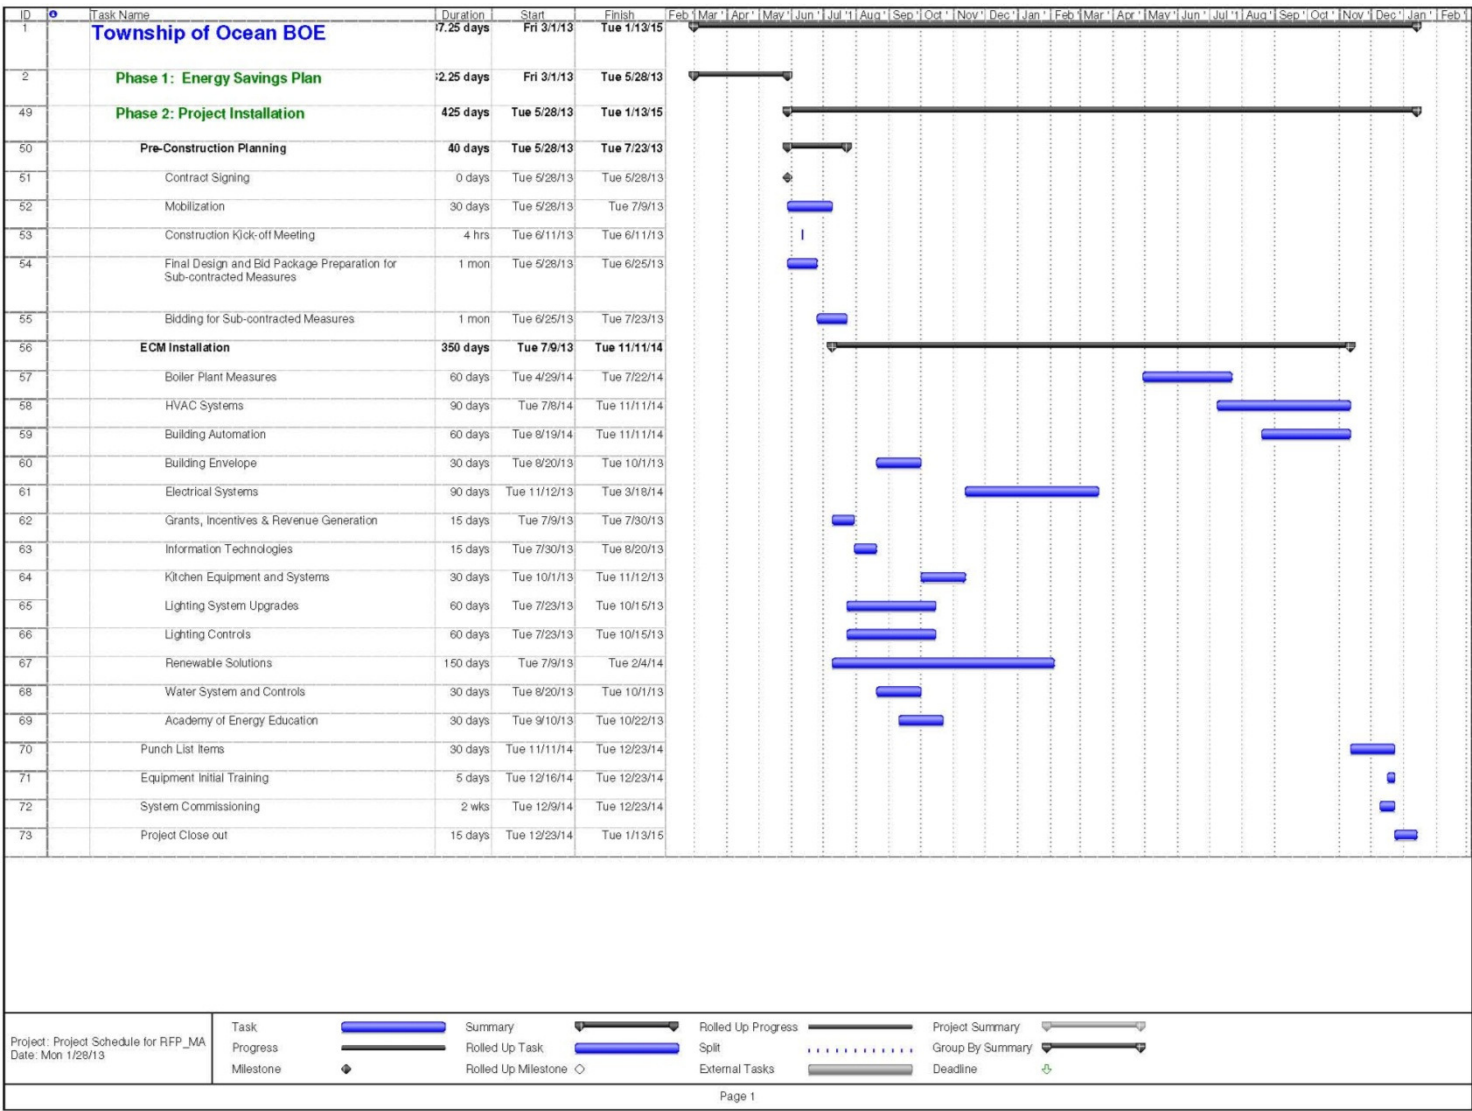 ID Task Name Duration Start Finish Feb ' Mar ' Apr ' May ' Jun ' Jul '1 Aug ' Sep ' Oct ' Nov ' Dec ' Jan ' Feb ' Mar ' Apr ' May ' Jun ' Jul '1 Aug ' Sep ' Oct ' Nov ' Dec ' Jan ' Feb '
1 Township of Ocean BOE 7.25 days Fri 3/1/13 Tue 1/13/15
2 Phase 1: Energy Savings Plan 2.25 days Fri 3/1/13 Tue 5/28/13
49 Phase 2: Project Installation 425 days Tue 5/28/13 Tue 1/13/15
50 Pre-Construction Planning 40 days Tue 5/28/13 Tue 7/23/13
51 Contract Signing 0 days Tue 5/28/13 Tue 5/28/13
52 Mobilization 30 days Tue 5/28/13 Tue 7/9/13
53 Construction Kick-off Meeting 4 hrs Tue 6/11/13 Tue 6/11/13
54 Final Design and Bid Package Preparation for 1 mon Tue 5/28/13 Tue 6/25/13
Sub-contracted Measures
55 Bidding for Sub-contracted Measures 1 mon Tue 6/25/13 Tue 7/23/13
56 ECM Installation 350 days Tue 7/9/13 Tue 11/11/14
57 Boiler Plant Measures 60 days Tue 4/29/14 Tue 7/22/14
58 HVAC Systems 90 days Tue 7/8/14 Tue 11/11/14
59 Building Automation 60 days Tue 8/19/14 Tue 11/11/14
60 Building Envelope 30 days Tue 8/20/13 Tue 10/1/13
61 Electrical Systems 90 days Tue 11/12/13 Tue 3/18/14
62 Grants, Incentives & Revenue Generation 15 days Tue 7/9/13 Tue 7/30/13
63 Information Technologies 15 days Tue 7/30/13 Tue 8/20/13
64 Kitchen Equipment and Systems 30 days Tue 10/1/13 Tue 11/12/13
65 Lighting System Upgrades 60 days Tue 7/23/13 Tue 10/15/13
66 Lighting Controls 60 days Tue 7/23/13 Tue 10/15/13
67 Renewable Solutions 150 days Tue 7/9/13 Tue 2/4/14
68 Water System and Controls 30 days Tue 8/20/13 Tue 10/1/13
69 Academy of Energy Education 30 days Tue 9/10/13 Tue 10/22/13
70 Punch List Items 30 days Tue 11/11/14 Tue 12/23/14
71 Equipment Initial Training 5 days Tue 12/16/14 Tue 12/23/14
72 System Commissioning 2 wks Tue 12/9/14 Tue 12/23/14
73 Project Close out 15 days Tue 12/23/14 Tue 1/13/15
Project: Project Schedule for RFP_MA
Date: Mon 1/28/13
Task Summary Rolled Up Progress Project Summary
Progress Rolled Up Task Split Group By Summary
Milestone Rolled Up Milestone External Tasks Deadline
Page 1